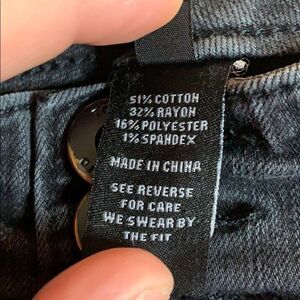 51% COTTON
32% RAYON
16% POLYESTER
1% SPANDEX
MADE IN CHINA
SEE REVERSE
FOR CARE
WE SWEAR BY
THE FIT